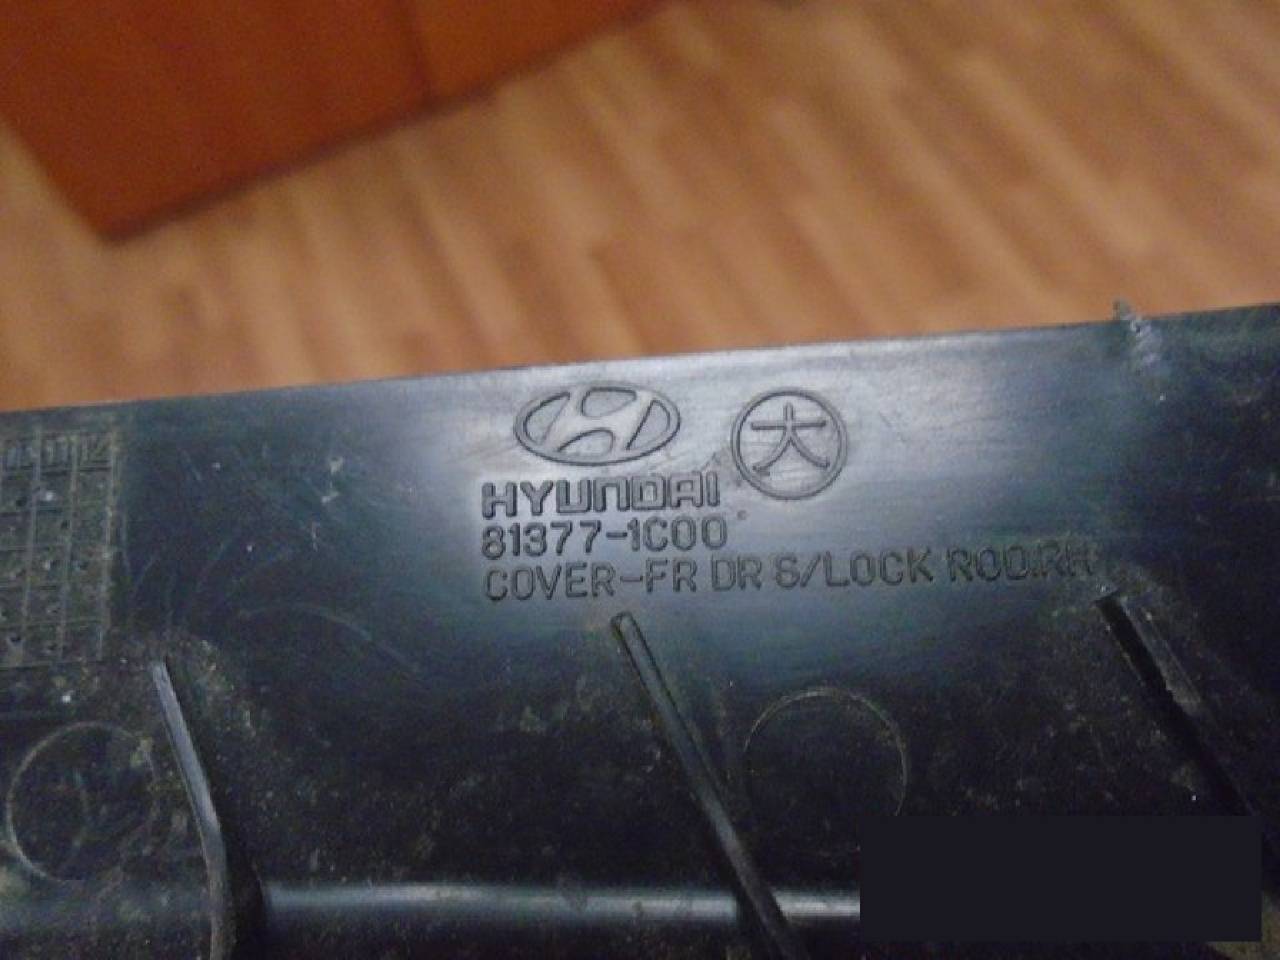 HYUNDAI
大
81377-1C00
COVER-FR DR S/LOCK ROD.RH